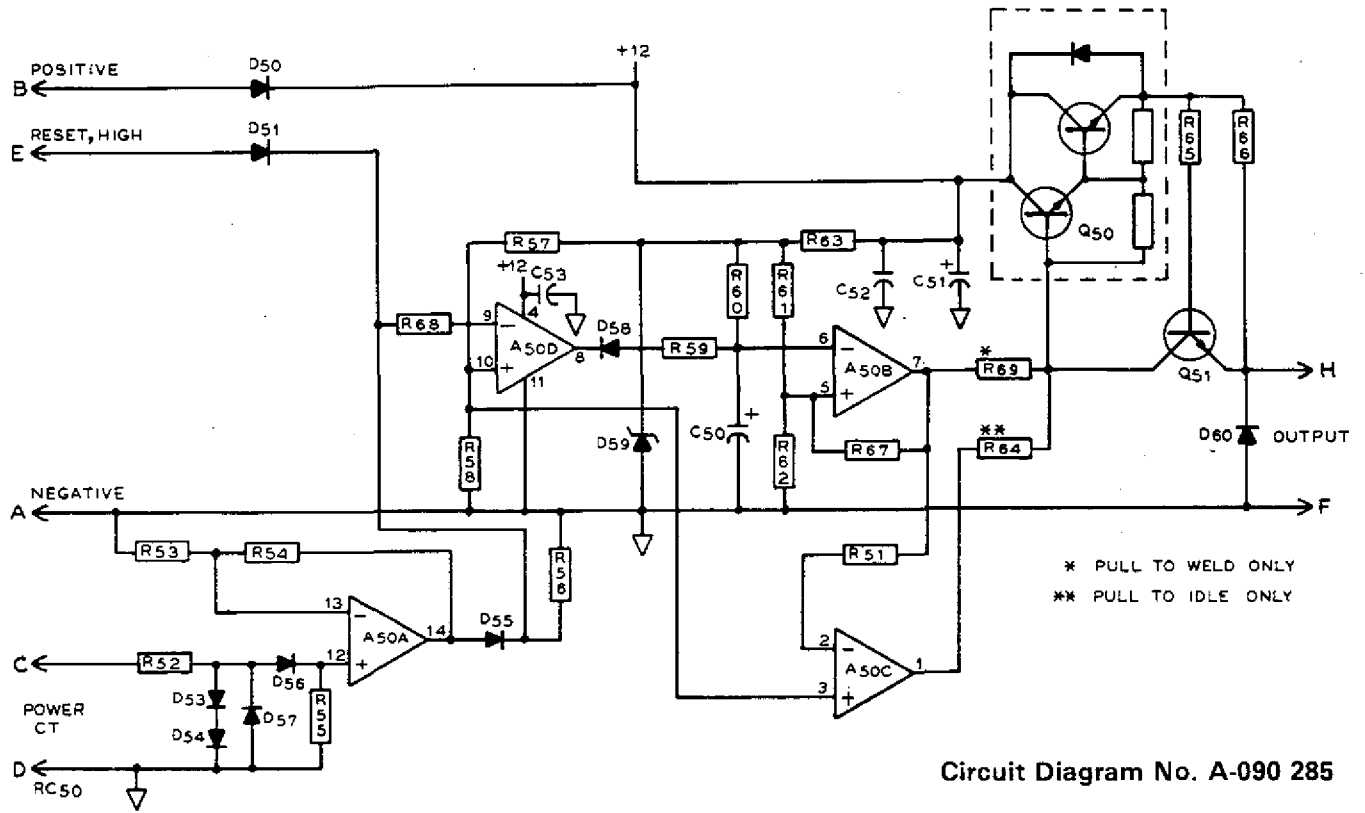 +12
B POSITIVE D50
E RESET, HIGH D51
R65
R66
Q50
R57
R63
+12
C53
4
R60
R61
C52
+
C51
R68
9 −
A50D
10 +
8
11
D58
R59
6 −
A50B
5 +
7
*
R69
Q51
H
C50 +
D59
R58
R62
R67
**
R64
D60 OUTPUT
A NEGATIVE
F
R53
R54
R56
R51
* PULL TO WELD ONLY
** PULL TO IDLE ONLY
13 −
A50A
14
12 +
D55
2 −
A50C
3 +
1
C
R52
D56
D53
R55
POWER
CT
D57
D54
D
RC50
Circuit Diagram No. A-090 285